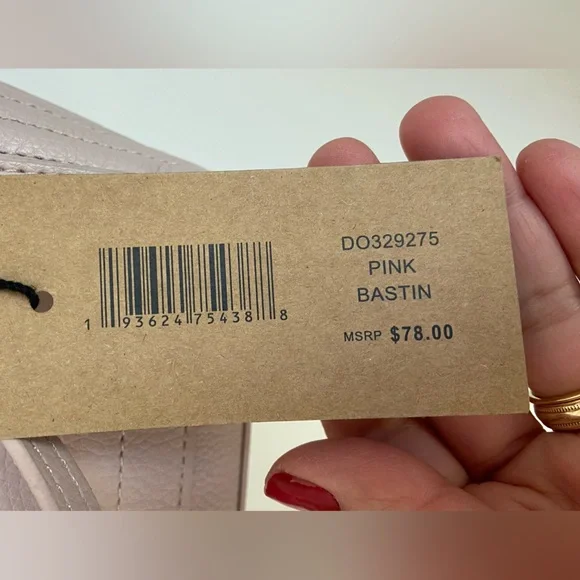 DO329275
PINK
BASTIN
MSRP $78.00
1 93624 75438 8